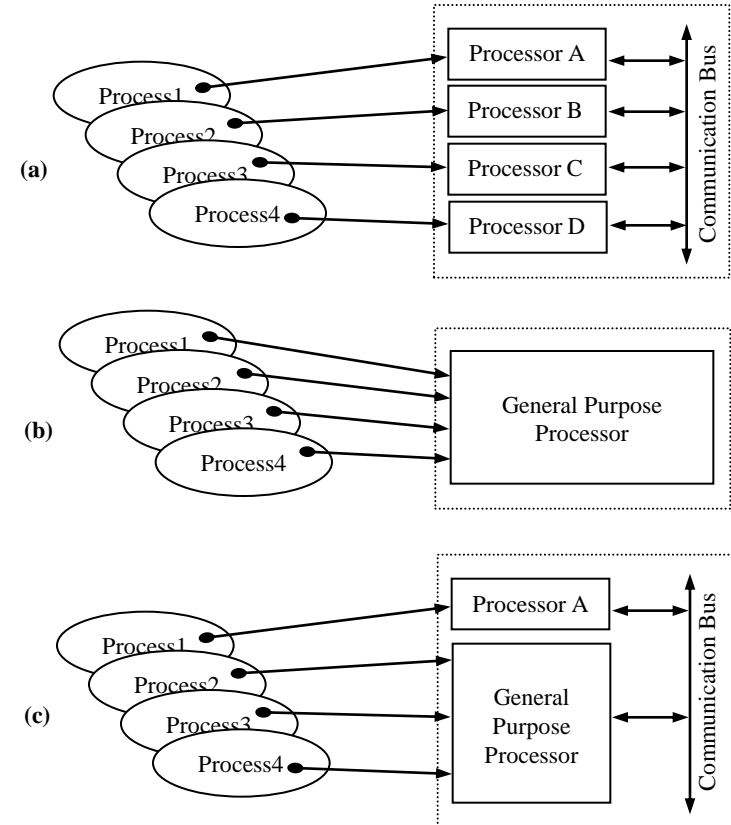 (a)
Process1
Process2
Process3
Process4
Processor A
Processor B
Processor C
Processor D
Communication Bus
(b)
Process1
Process2
Process3
Process4
General Purpose
Processor
(c)
Process1
Process2
Process3
Process4
Processor A
General
Purpose
Processor
Communication Bus